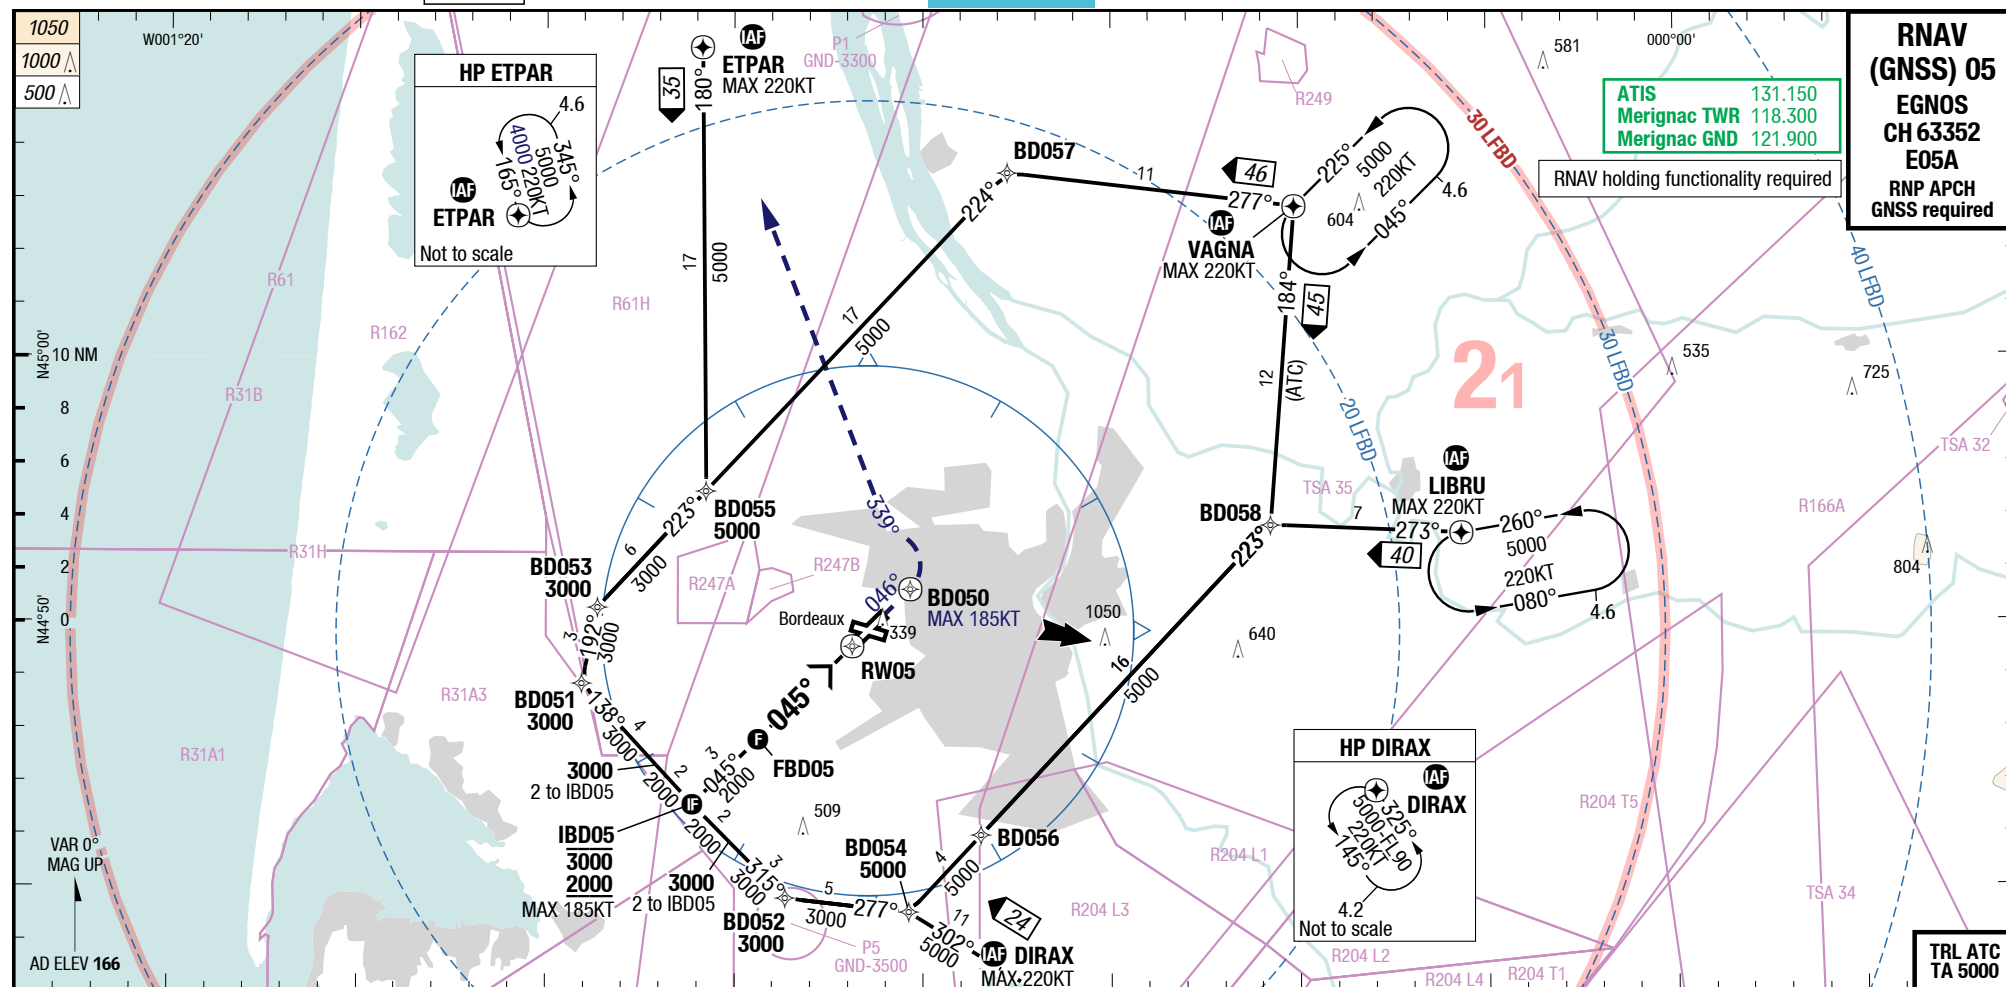 1050
1000
500
W001°20'
HP ETPAR
4.6
345°
5000
4000 220KT
165°
IAF
ETPAR
Not to scale
35
180°
IAF
ETPAR
MAX 220KT
P1
GND-3300
R249
581
000°00'
RNAV
(GNSS) 05
EGNOS
CH 63352
E05A
RNP APCH
GNSS required
ATIS 131.150
Merignac TWR 118.300
Merignac GND 121.900
RNAV holding functionality required
30 LFBD
40 LFBD
30 LFBD
20 LFBD
BD057
11
46
277°
224°
IAF
VAGNA
MAX 220KT
225°
5000
220KT
045°
4.6
604
184°
45
12
(ATC)
17
5000
17
5000
R61
R61H
R162
R31B
N45°00'
10 NM
8
6
4
2
0
N44°50'
21
535
725
TSA 32
R166A
804
TSA 35
IAF
LIBRU
MAX 220KT
BD058
7
273°
40
260°
5000
220KT
080°
4.6
223°
BD055
5000
223°
6
3000
339°
R31H
BD053
3000
R247A
R247B
046°
BD050
MAX 185KT
Bordeaux
339
RW05
1050
640
192°
3
3000
BD051
3000
138°
4
3000
R31A3
R31A1
045°
F
FBD05
3
045°
2000
2
2000
3000
2 to IBD05
IF
IBD05
3000
2000
MAX 185KT
2
2000
509
16
5000
HP DIRAX
IAF
DIRAX
325°
5000-FL90
220KT
145°
4.2
Not to scale
R204 T5
R204 L1
BD056
BD054
5000
4
5000
3
315°
3000
3000
2 to IBD05
BD052
3000
5
3000
277°
11
302°
5000
24
IAF
DIRAX
MAX 220KT
P5
GND-3500
R204 L3
R204 L2
R204 L4
R204 T1
TSA 34
VAR 0°
MAG UP
AD ELEV 166
TRL ATC
TA 5000